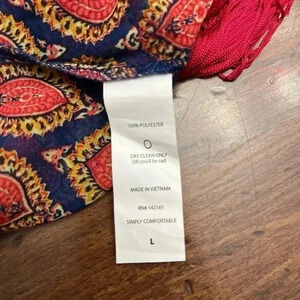 100% POLYESTER
DRY CLEAN ONLY
OR you'll be sad
MADE IN VIETNAM
RN# 142161
SIMPLY COMFORTABLE
L